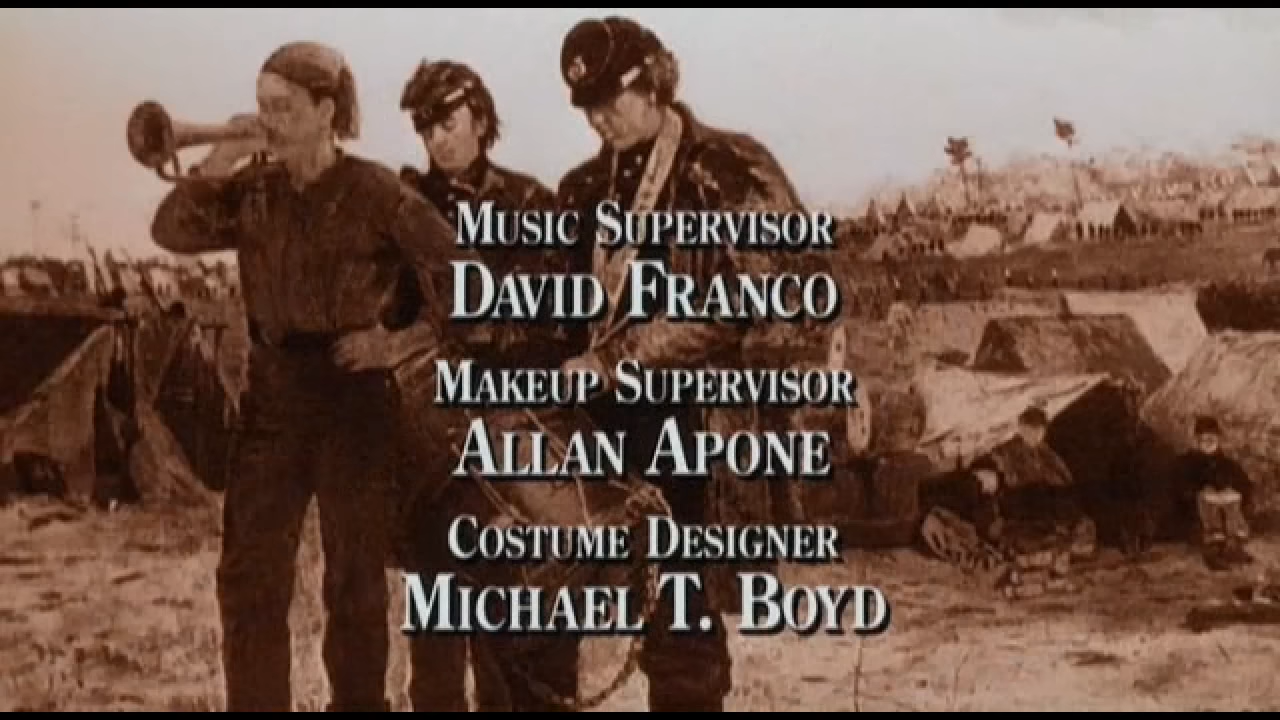 MUSIC SUPERVISOR
DAVID FRANCO
MAKEUP SUPERVISOR
ALLAN APONE
COSTUME DESIGNER
MICHAEL T. BOYD